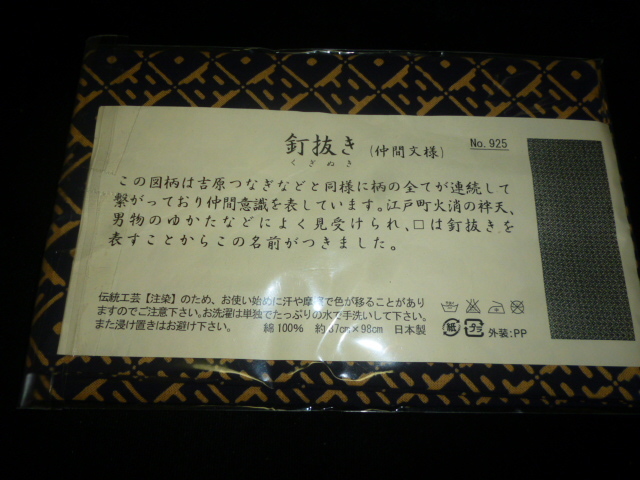 釘抜き (仲間文様) No.925
くぎぬき
この図柄は吉原つなぎなどと同様に柄の全てが連続して
繋がっており仲間意識を表しています。江戸町火消の袢天、
男物のゆかたなどによく見受けられ、□は釘抜きを
表すことからこの名前がつきました。
伝統工芸【注染】のため、お使い始めに汗や摩擦で色が移ることがあり
ますのでご注意下さい。お洗濯は単独でたっぷりの水で手洗いして下さい。
また浸け置きはお避け下さい。 綿100% 約37cm×98cm 日本製
紙 プラ 外装:PP